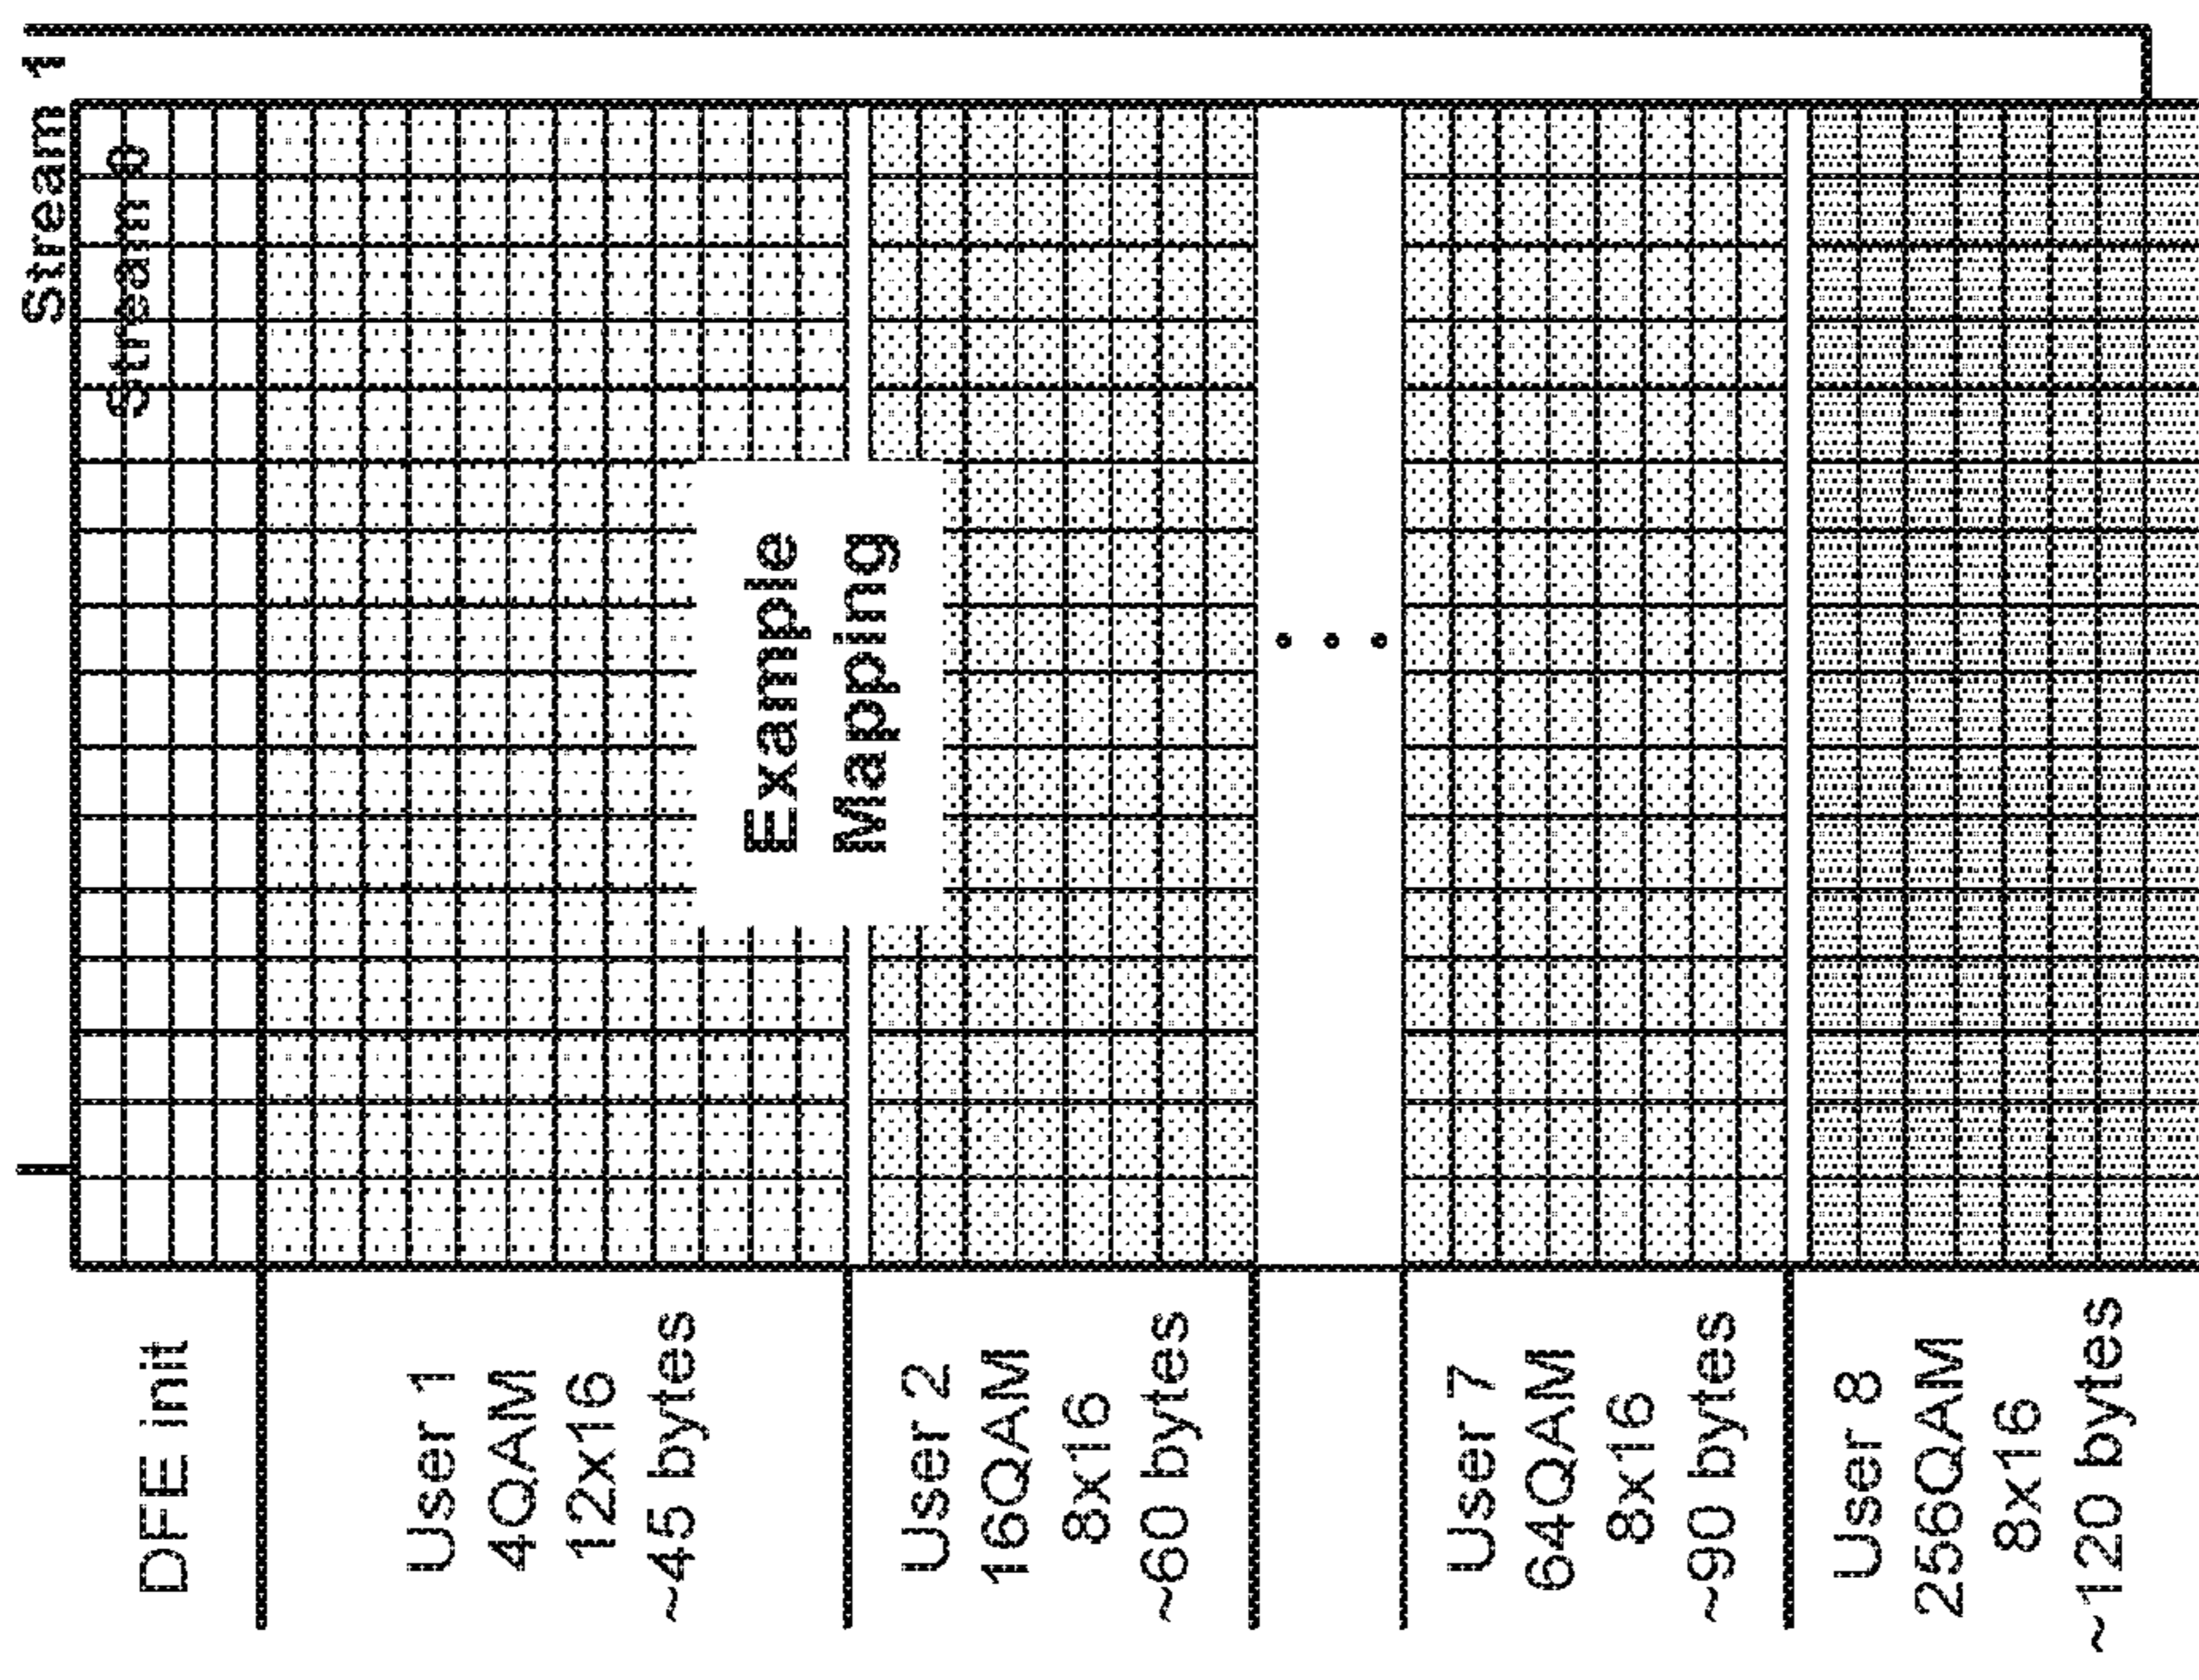 Stream 1
Stream 0
Example
Mapping
DFE init
User 1
4QAM
12x16
~45 bytes
User 2
16QAM
8x16
~60 bytes
User 7
64QAM
8x16
~90 bytes
User 8
256QAM
8x16
~120 bytes